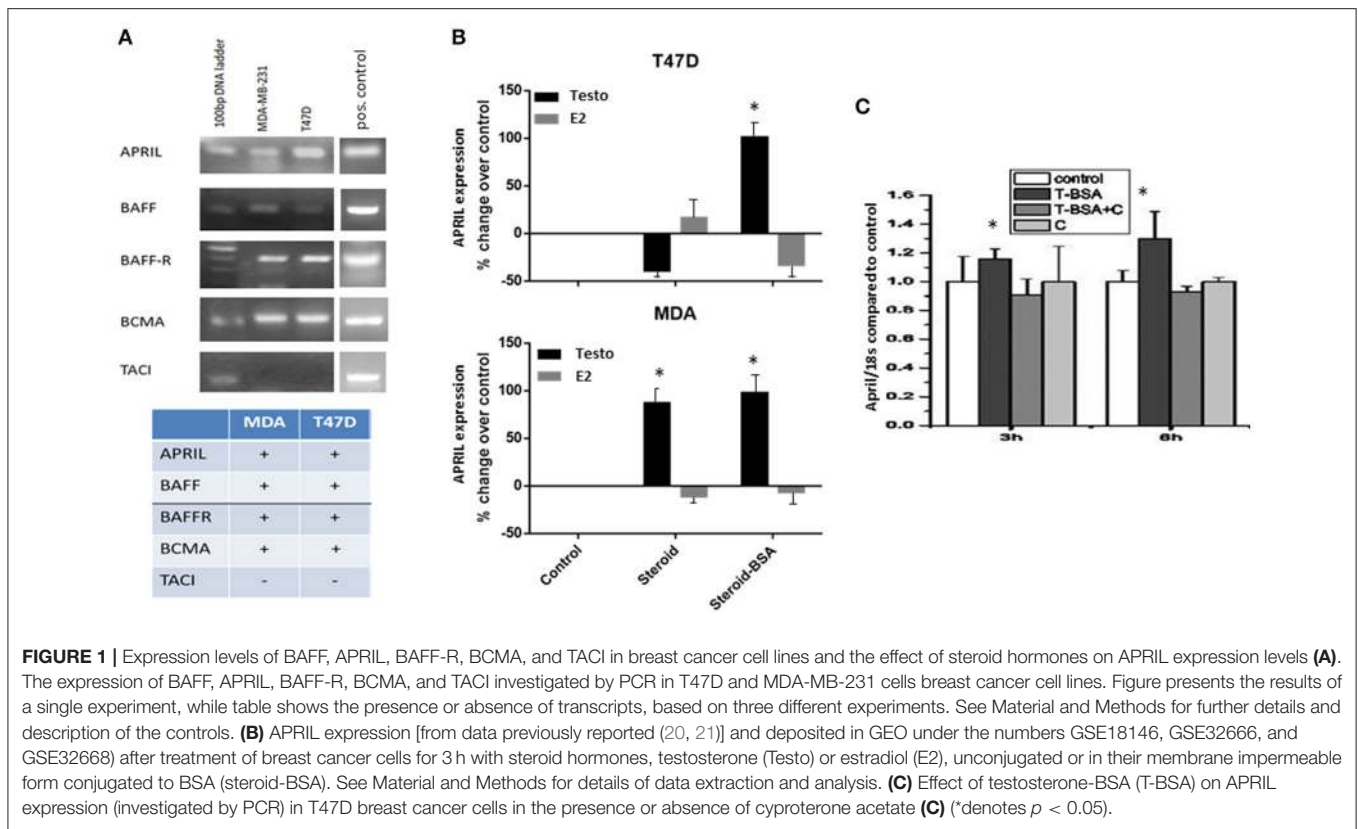 A
100bp DNA ladder
MDA-MB-231
T47D
pos. control
APRIL
BAFF
BAFF-R
BCMA
TACI
MDA T47D
APRIL + +
BAFF + +
BAFFR + +
BCMA + +
TACI - -
B
T47D
APRIL expression
% change over control
150
100
50
0
-50
Testo
E2
*
MDA
APRIL expression
% change over control
150
100
50
0
-50
Testo
E2
*
*
Control
Steroid
Steroid-BSA
C
April/18s compared to control
1.6
1.4
1.2
1.0
0.8
0.6
0.4
0.2
0.0
control
T-BSA
T-BSA+C
C
*
*
3h
6h
FIGURE 1 | Expression levels of BAFF, APRIL, BAFF-R, BCMA, and TACI in breast cancer cell lines and the effect of steroid hormones on APRIL expression levels (A).
The expression of BAFF, APRIL, BAFF-R, BCMA, and TACI investigated by PCR in T47D and MDA-MB-231 cells breast cancer cell lines. Figure presents the results of
a single experiment, while table shows the presence or absence of transcripts, based on three different experiments. See Material and Methods for further details and
description of the controls. (B) APRIL expression [from data previously reported (20, 21)] and deposited in GEO under the numbers GSE18146, GSE32666, and
GSE32668) after treatment of breast cancer cells for 3 h with steroid hormones, testosterone (Testo) or estradiol (E2), unconjugated or in their membrane impermeable
form conjugated to BSA (steroid-BSA). See Material and Methods for details of data extraction and analysis. (C) Effect of testosterone-BSA (T-BSA) on APRIL
expression (investigated by PCR) in T47D breast cancer cells in the presence or absence of cyproterone acetate (C) (*denotes p < 0.05).